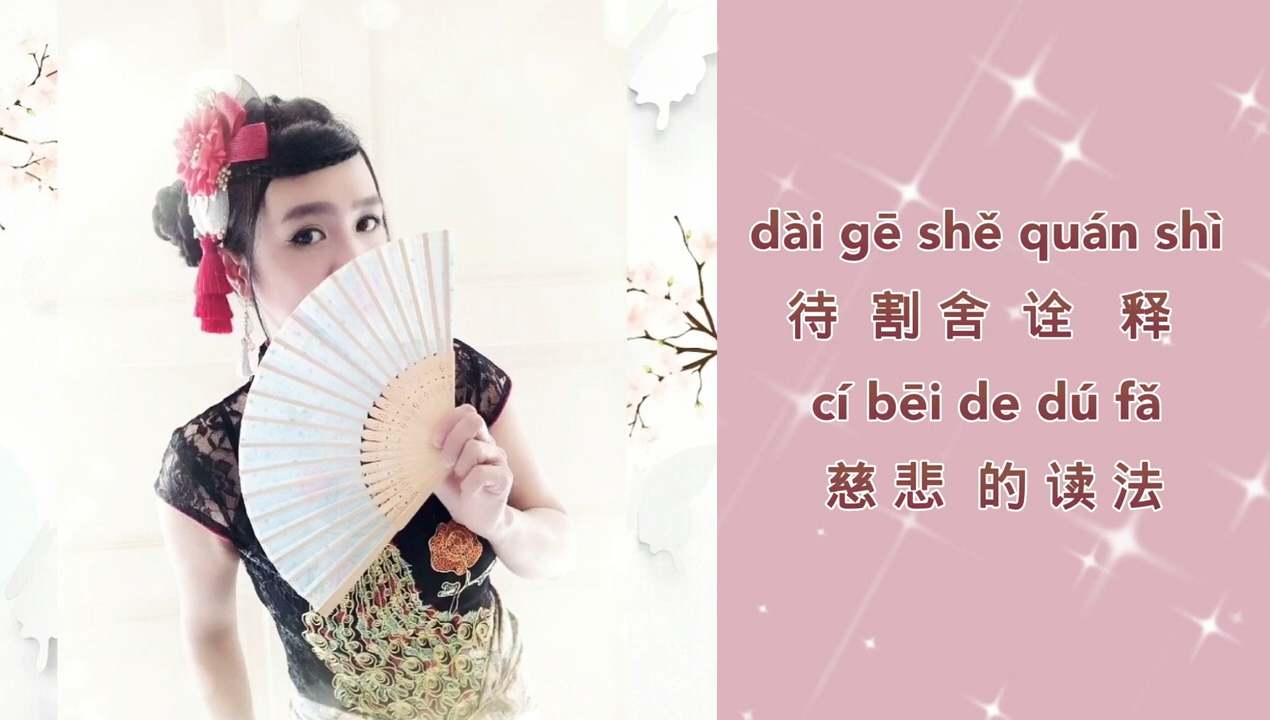 dài gē shě quán shì
待 割 舍 诠 释
cí bēi de dú fǎ
慈 悲 的 读 法